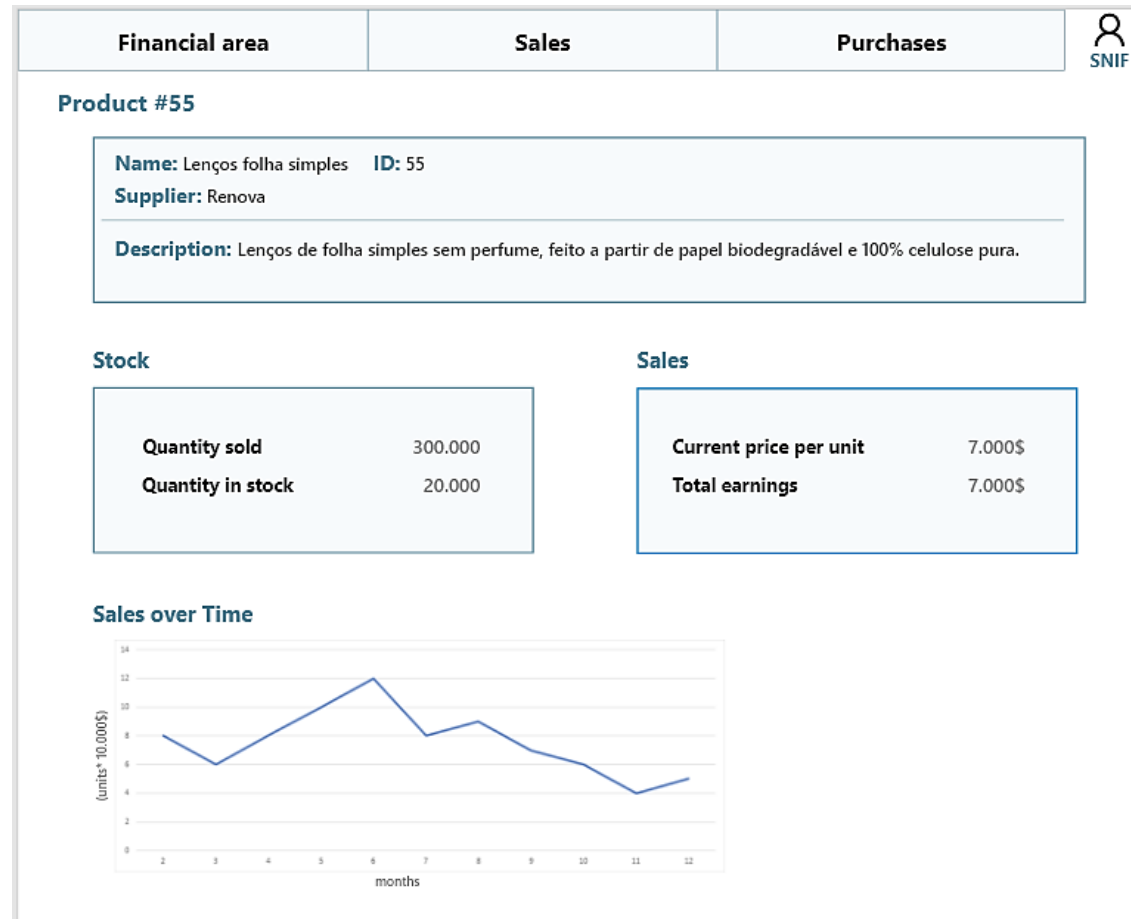 Financial area Sales Purchases
SNIF
Product #55
Name: Lenços folha simples ID: 55
Supplier: Renova
Description: Lenços de folha simples sem perfume, feito a partir de papel biodegradável e 100% celulose pura.
Stock
Quantity sold 300.000
Quantity in stock 20.000
Sales
Current price per unit 7.000$
Total earnings 7.000$
Sales over Time
(units* 10.000$)
14
12
10
8
6
4
2
0
2 3 4 5 6 7 8 9 10 11 12
months